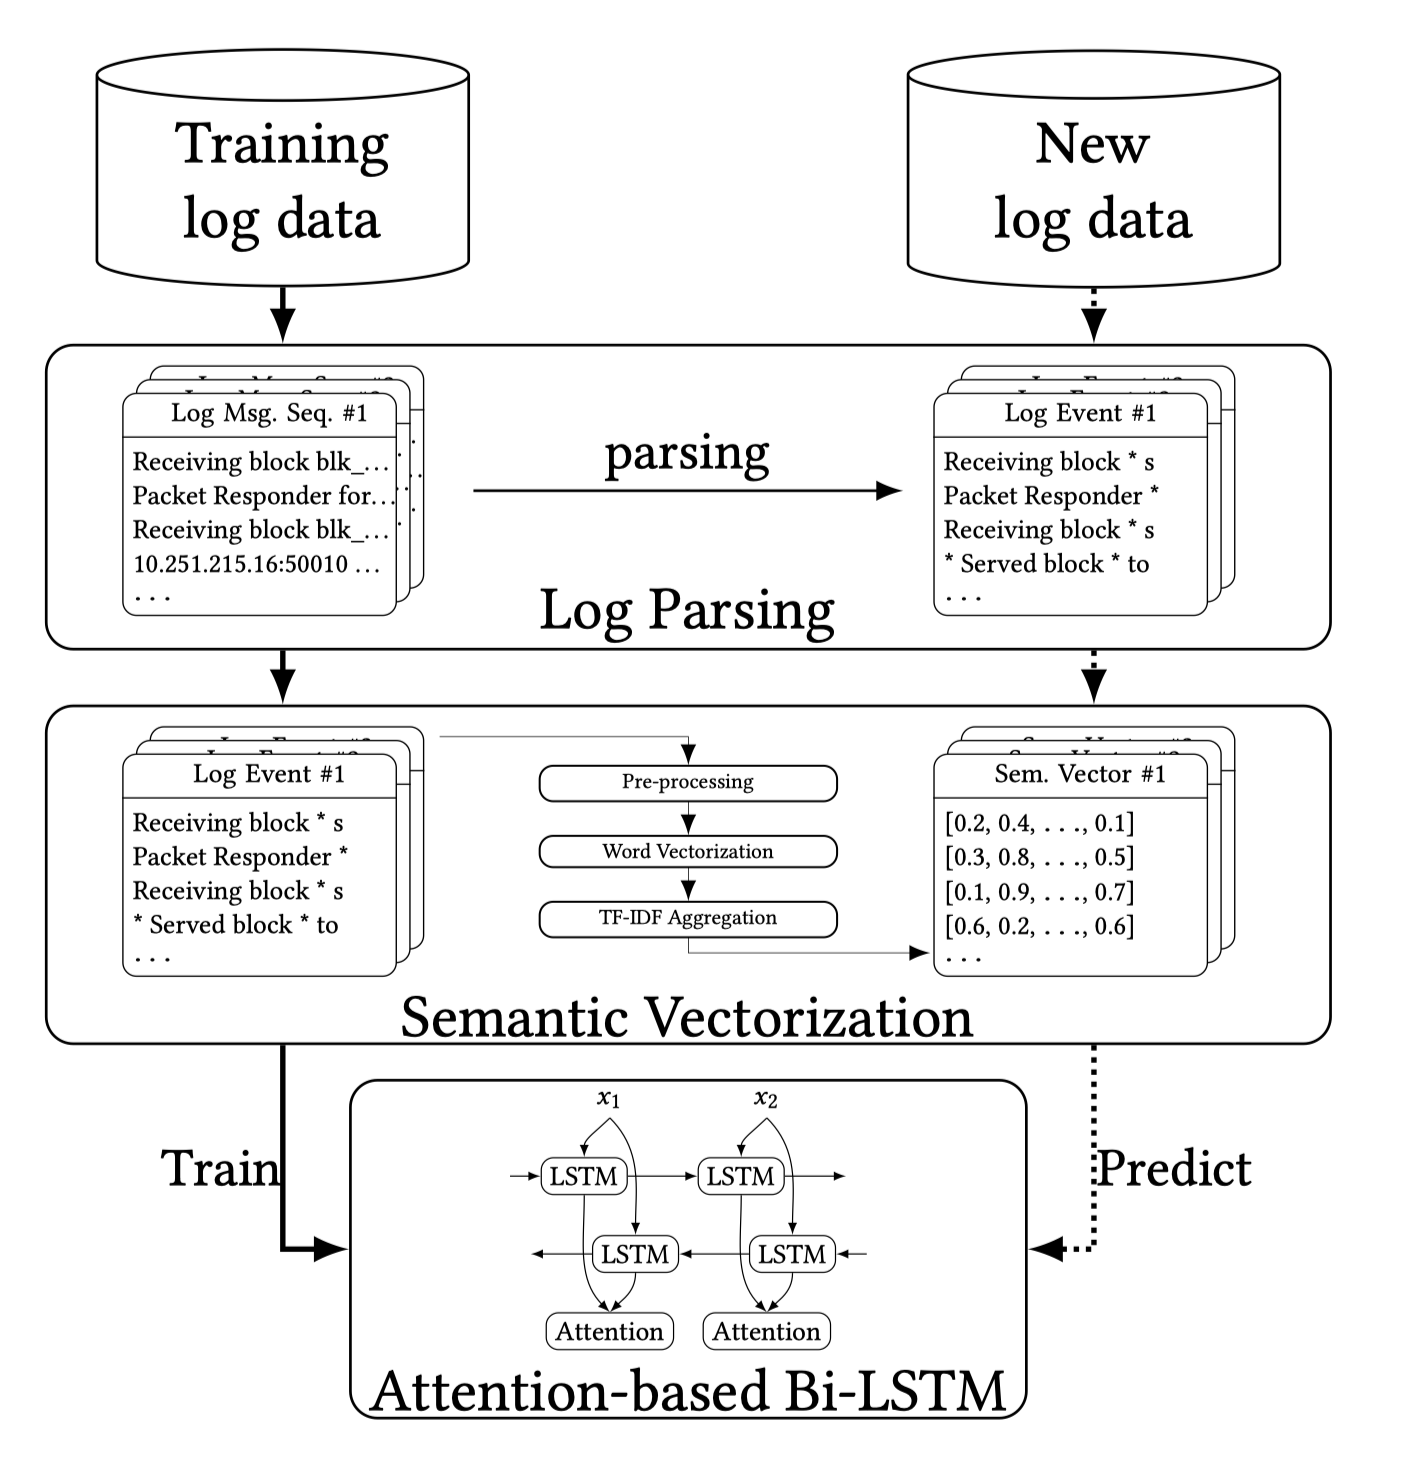 Training
log data
New
log data
Log Msg. Seq. #1
Receiving block blk_...
Packet Responder for...
Receiving block blk_...
10.251.215.16:50010 ...
...
parsing
Log Event #1
Receiving block * s
Packet Responder *
Receiving block * s
* Served block * to
...
Log Parsing
Log Event #1
Receiving block * s
Packet Responder *
Receiving block * s
* Served block * to
...
Pre-processing
Word Vectorization
TF-IDF Aggregation
Sem. Vector #1
[0.2, 0.4, . . ., 0.1]
[0.3, 0.8, . . ., 0.5]
[0.1, 0.9, . . ., 0.7]
[0.6, 0.2, . . ., 0.6]
...
Semantic Vectorization
Train
Predict
x₁
x₂
LSTM
LSTM
LSTM
LSTM
Attention
Attention
Attention-based Bi-LSTM